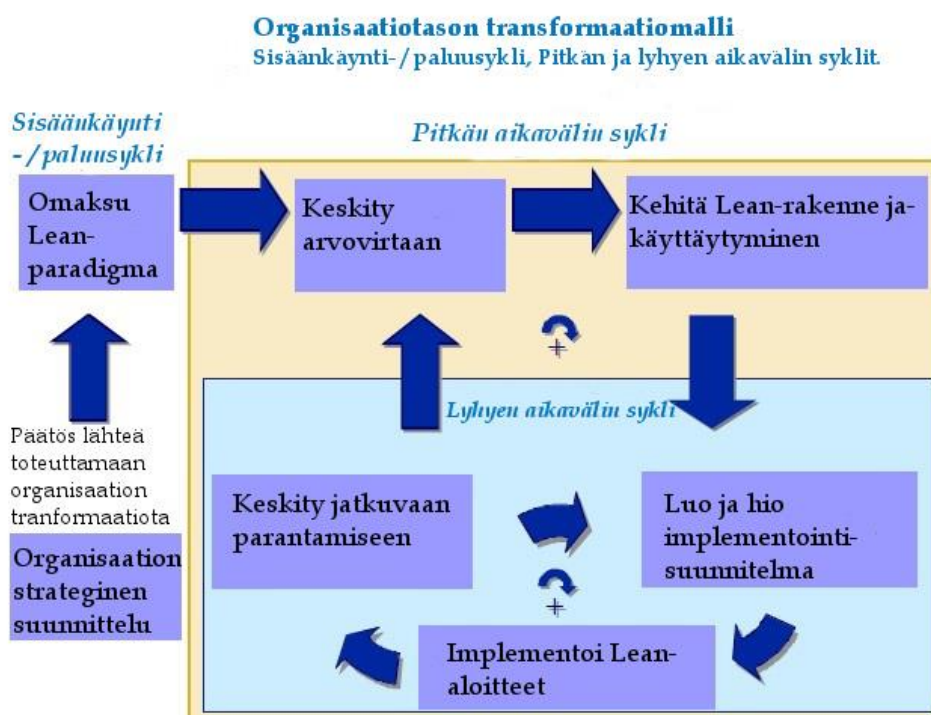 Organisaatiotason transformaatiomalli
Sisäänkäynti-/paluusykli, Pitkän ja lyhyen aikavälin syklit.
Sisäänkäynti
-/paluusykli
Pitkän aikavälin sykli
Omaksu
Lean-
paradigma
Keskity
arvovirtaan
Kehitä Lean-rakenne ja-
käyttäytyminen
Lyhyen aikavälin sykli
Päätös lähteä
toteuttamaan
organisaation
tranformaatiota
Organisaation
strateginen
suunnittelu
Keskity jatkuvaan
parantamiseen
Luo ja hio
implementointi-
suunnitelma
Implementoi Lean-
aloitteet